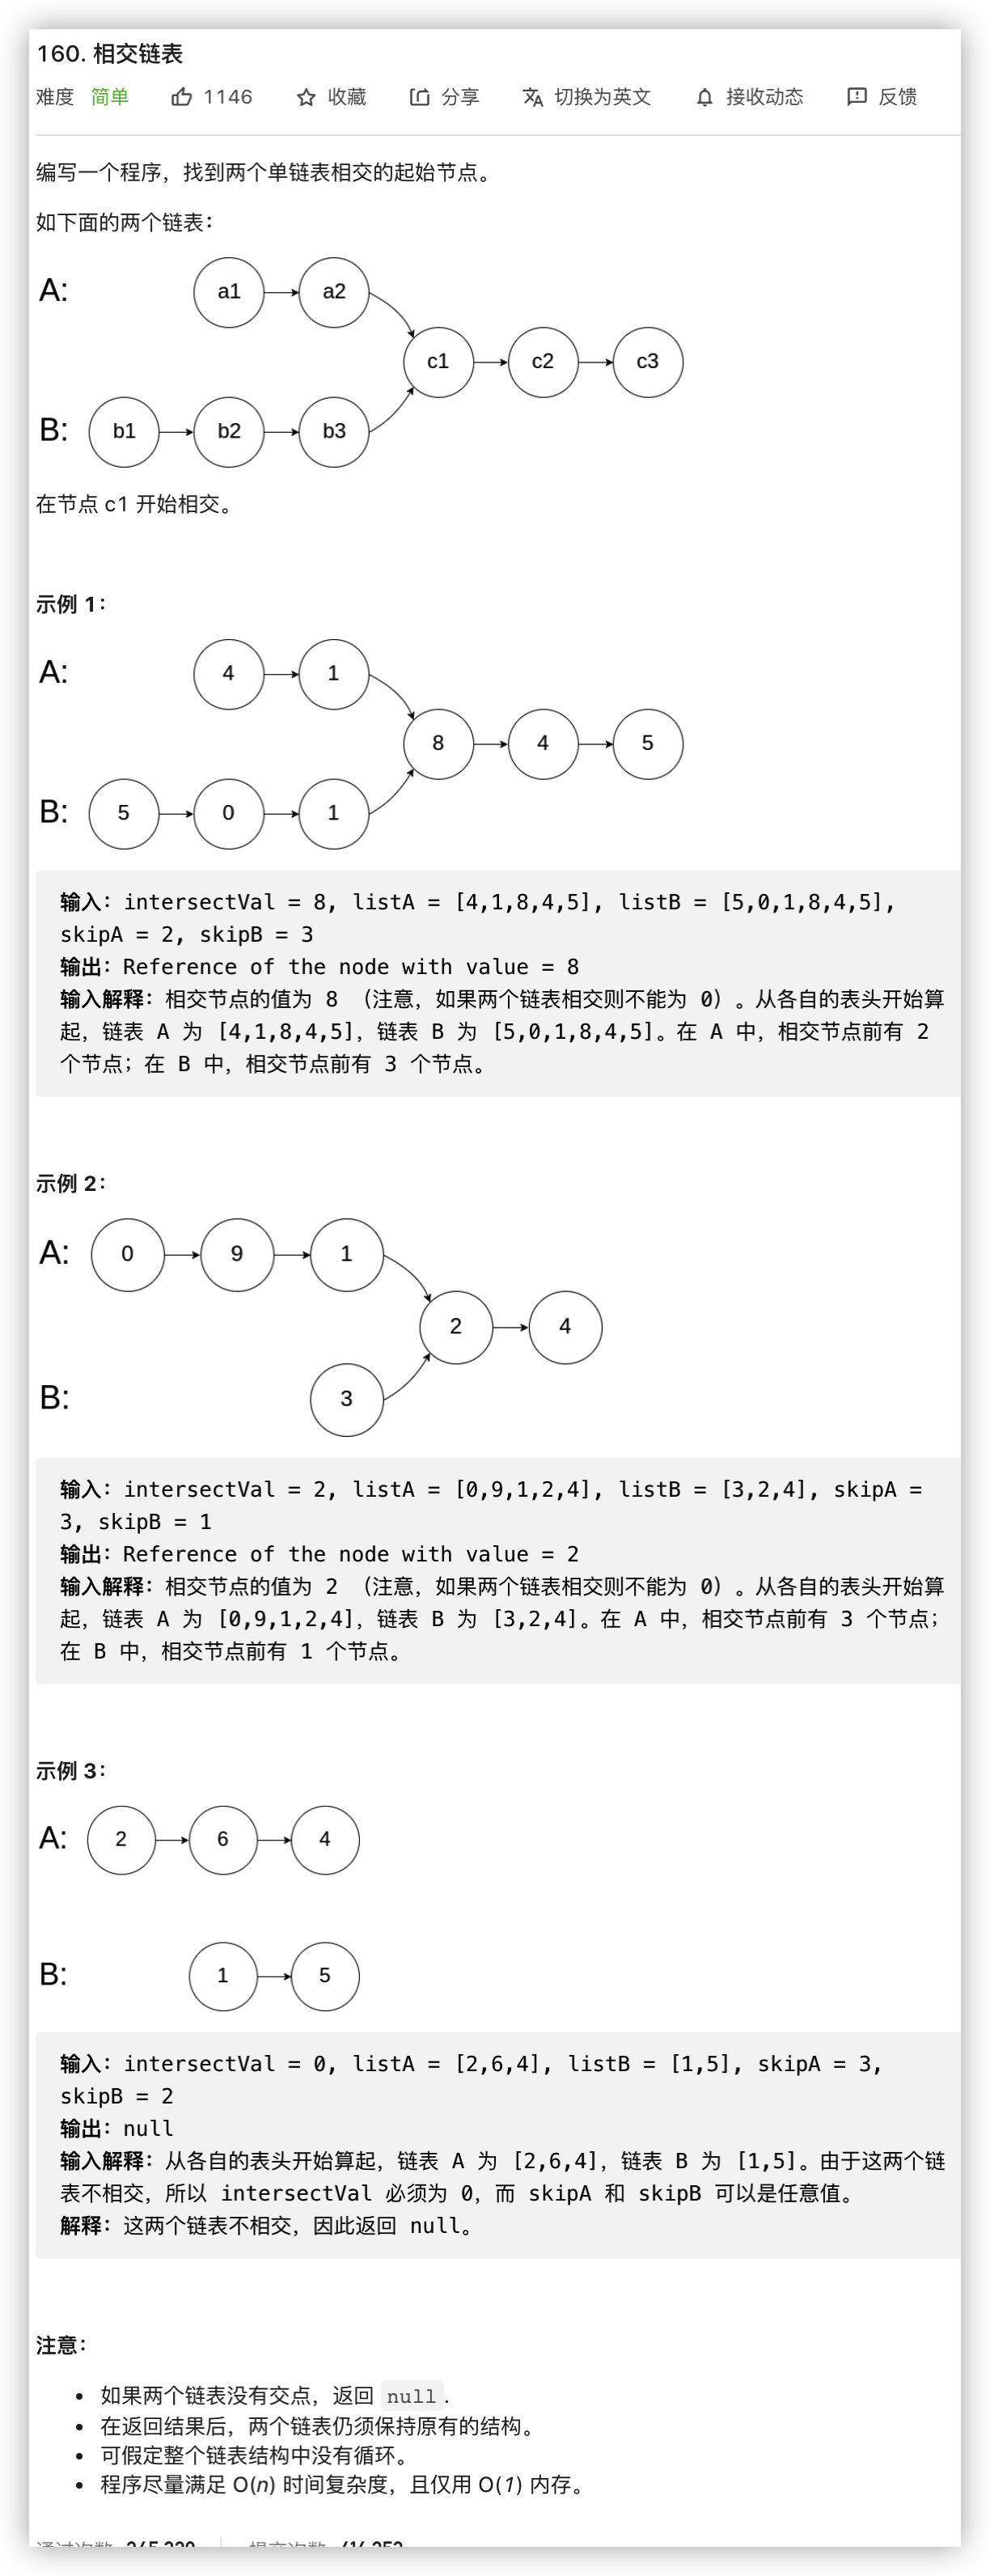 160. 相交链表
难度 简单 1146 收藏 分享 切换为英文 接收动态 反馈
编写一个程序，找到两个单链表相交的起始节点。
如下面的两个链表：
A: a1 a2
c1 c2 c3
B: b1 b2 b3
在节点 c1 开始相交。
示例 1：
A: 4 1
8 4 5
B: 5 0 1
输入：intersectVal = 8, listA = [4,1,8,4,5], listB = [5,0,1,8,4,5],
skipA = 2, skipB = 3
输出：Reference of the node with value = 8
输入解释：相交节点的值为 8 （注意，如果两个链表相交则不能为 0）。从各自的表头开始算
起，链表 A 为 [4,1,8,4,5]，链表 B 为 [5,0,1,8,4,5]。在 A 中，相交节点前有 2
个节点；在 B 中，相交节点前有 3 个节点。
示例 2：
A: 0 9 1
2 4
B: 3
输入：intersectVal = 2, listA = [0,9,1,2,4], listB = [3,2,4], skipA =
3, skipB = 1
输出：Reference of the node with value = 2
输入解释：相交节点的值为 2 （注意，如果两个链表相交则不能为 0）。从各自的表头开始算
起，链表 A 为 [0,9,1,2,4]，链表 B 为 [3,2,4]。在 A 中，相交节点前有 3 个节点；
在 B 中，相交节点前有 1 个节点。
示例 3：
A: 2 6 4
B: 1 5
输入：intersectVal = 0, listA = [2,6,4], listB = [1,5], skipA = 3,
skipB = 2
输出：null
输入解释：从各自的表头开始算起，链表 A 为 [2,6,4]，链表 B 为 [1,5]。由于这两个链
表不相交，所以 intersectVal 必须为 0，而 skipA 和 skipB 可以是任意值。
解释：这两个链表不相交，因此返回 null。
注意：
• 如果两个链表没有交点，返回 null.
• 在返回结果后，两个链表仍须保持原有的结构。
• 可假定整个链表结构中没有循环。
• 程序尽量满足 O(n) 时间复杂度，且仅用 O(1) 内存。